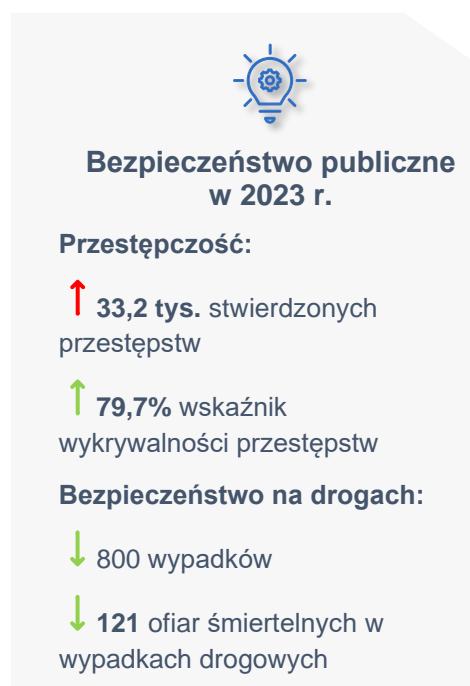 Bezpieczeństwo publiczne
w 2023 r.
Przestępczość:
↑ 33,2 tys. stwierdzonych
przestępstw
↑ 79,7% wskaźnik
wykrywalności przestępstw
Bezpieczeństwo na drogach:
↓ 800 wypadków
↓ 121 ofiar śmiertelnych w
wypadkach drogowych